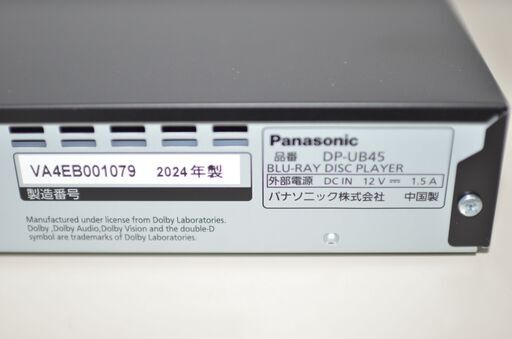 VA4EB001079 2024年製
製造番号
Manufactured under license from Dolby Laboratories.
Dolby ,Dolby Audio,Dolby Vision and the double-D
symbol are trademarks of Dolby Laboratories.
Panasonic
品番 DP-UB45
BLU-RAY DISC PLAYER
外部電源 DC IN 12 V ⎓ 1.5 A
パナソニック株式会社 中国製